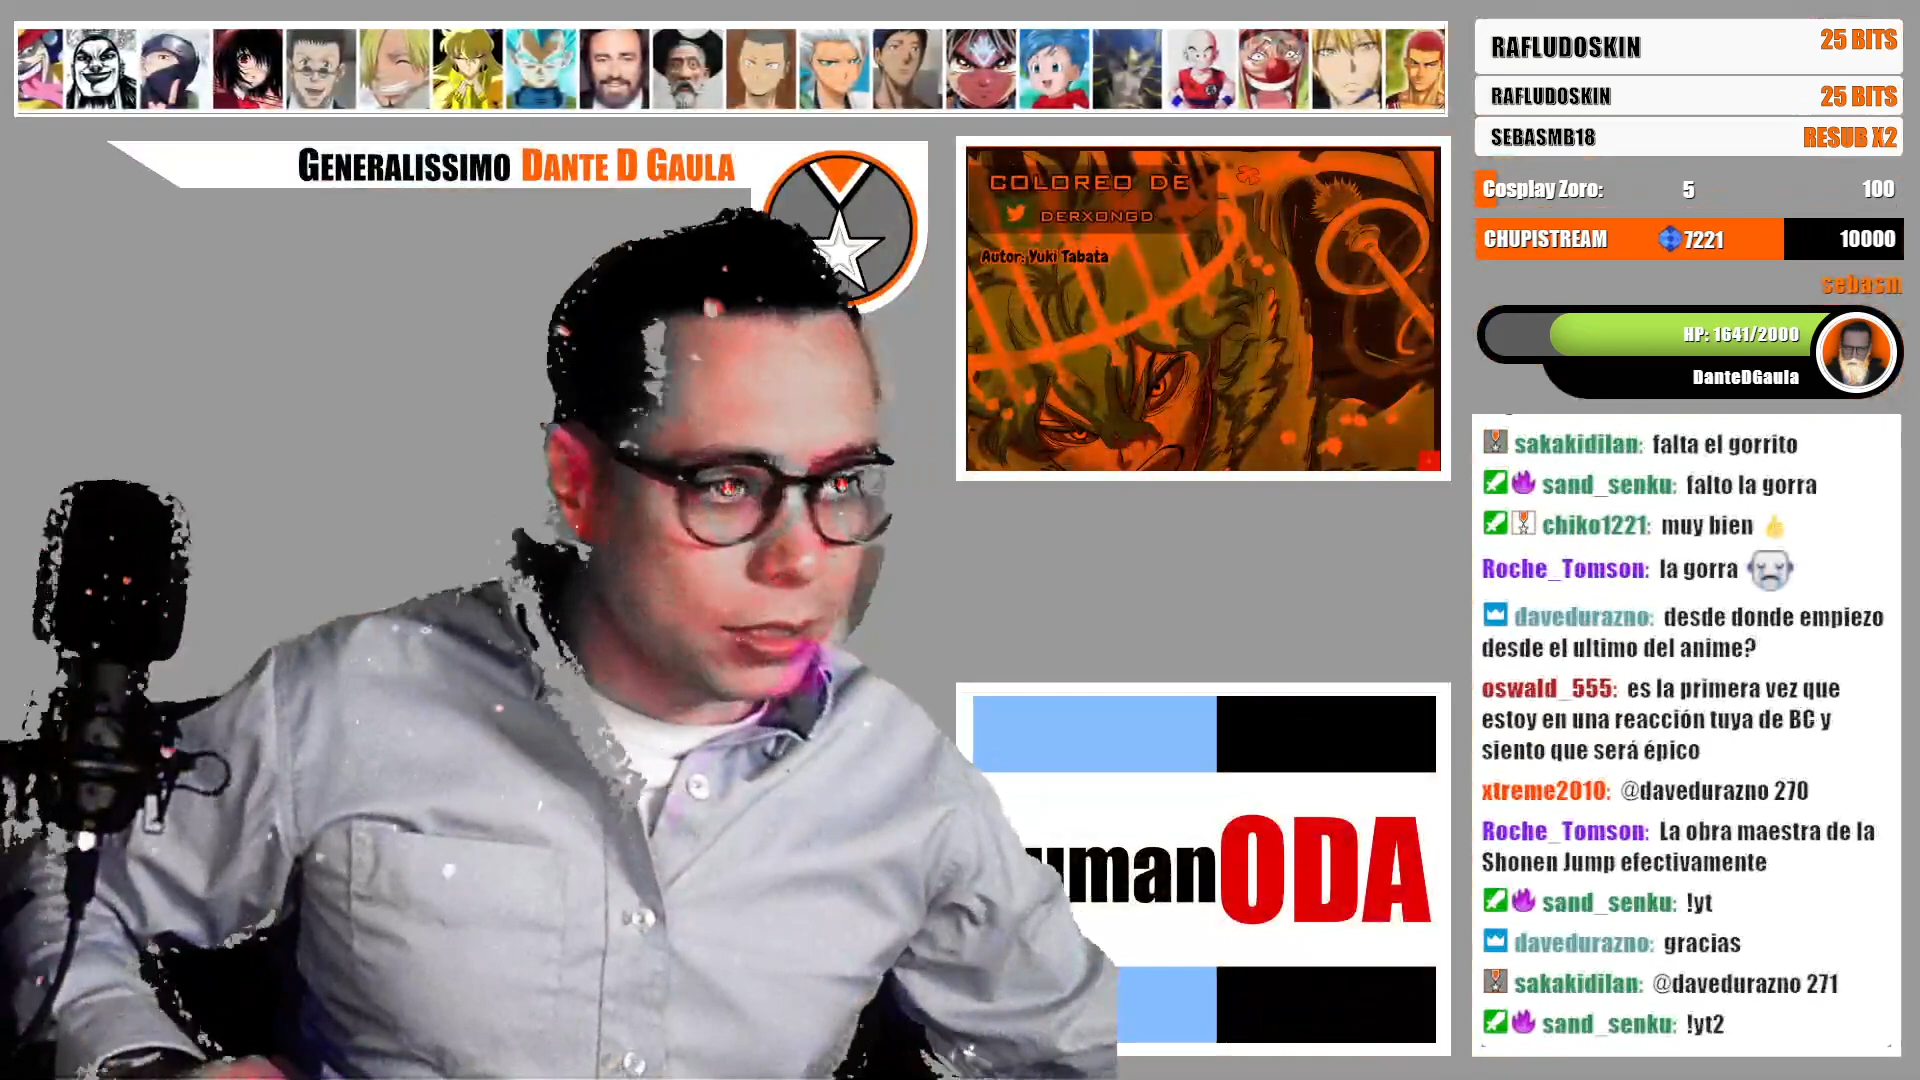 GENERALISSIMO DANTE D GAULA
COLOREO DE
DERXONGD
Autor: Yuki Tabata
umanODA
RAFLUDOSKIN 25 BITS
RAFLUDOSKIN 25 BITS
SEBASMB18 RESUB X2
Cosplay Zoro: 5 100
CHUPISTREAM 7221 10000
sebasm
HP: 1641/2000
DanteDGaula
sakakidilan: falta el gorrito
sand_senku: falto la gorra
chiko1221: muy bien
Roche_Tomson: la gorra
davedurazno: desde donde empiezo
desde el ultimo del anime?
oswald_555: es la primera vez que
estoy en una reacción tuya de BC y
siento que será épico
xtreme2010: @davedurazno 270
Roche_Tomson: La obra maestra de la
Shonen Jump efectivamente
sand_senku: !yt
davedurazno: gracias
sakakidilan: @davedurazno 271
sand_senku: !yt2